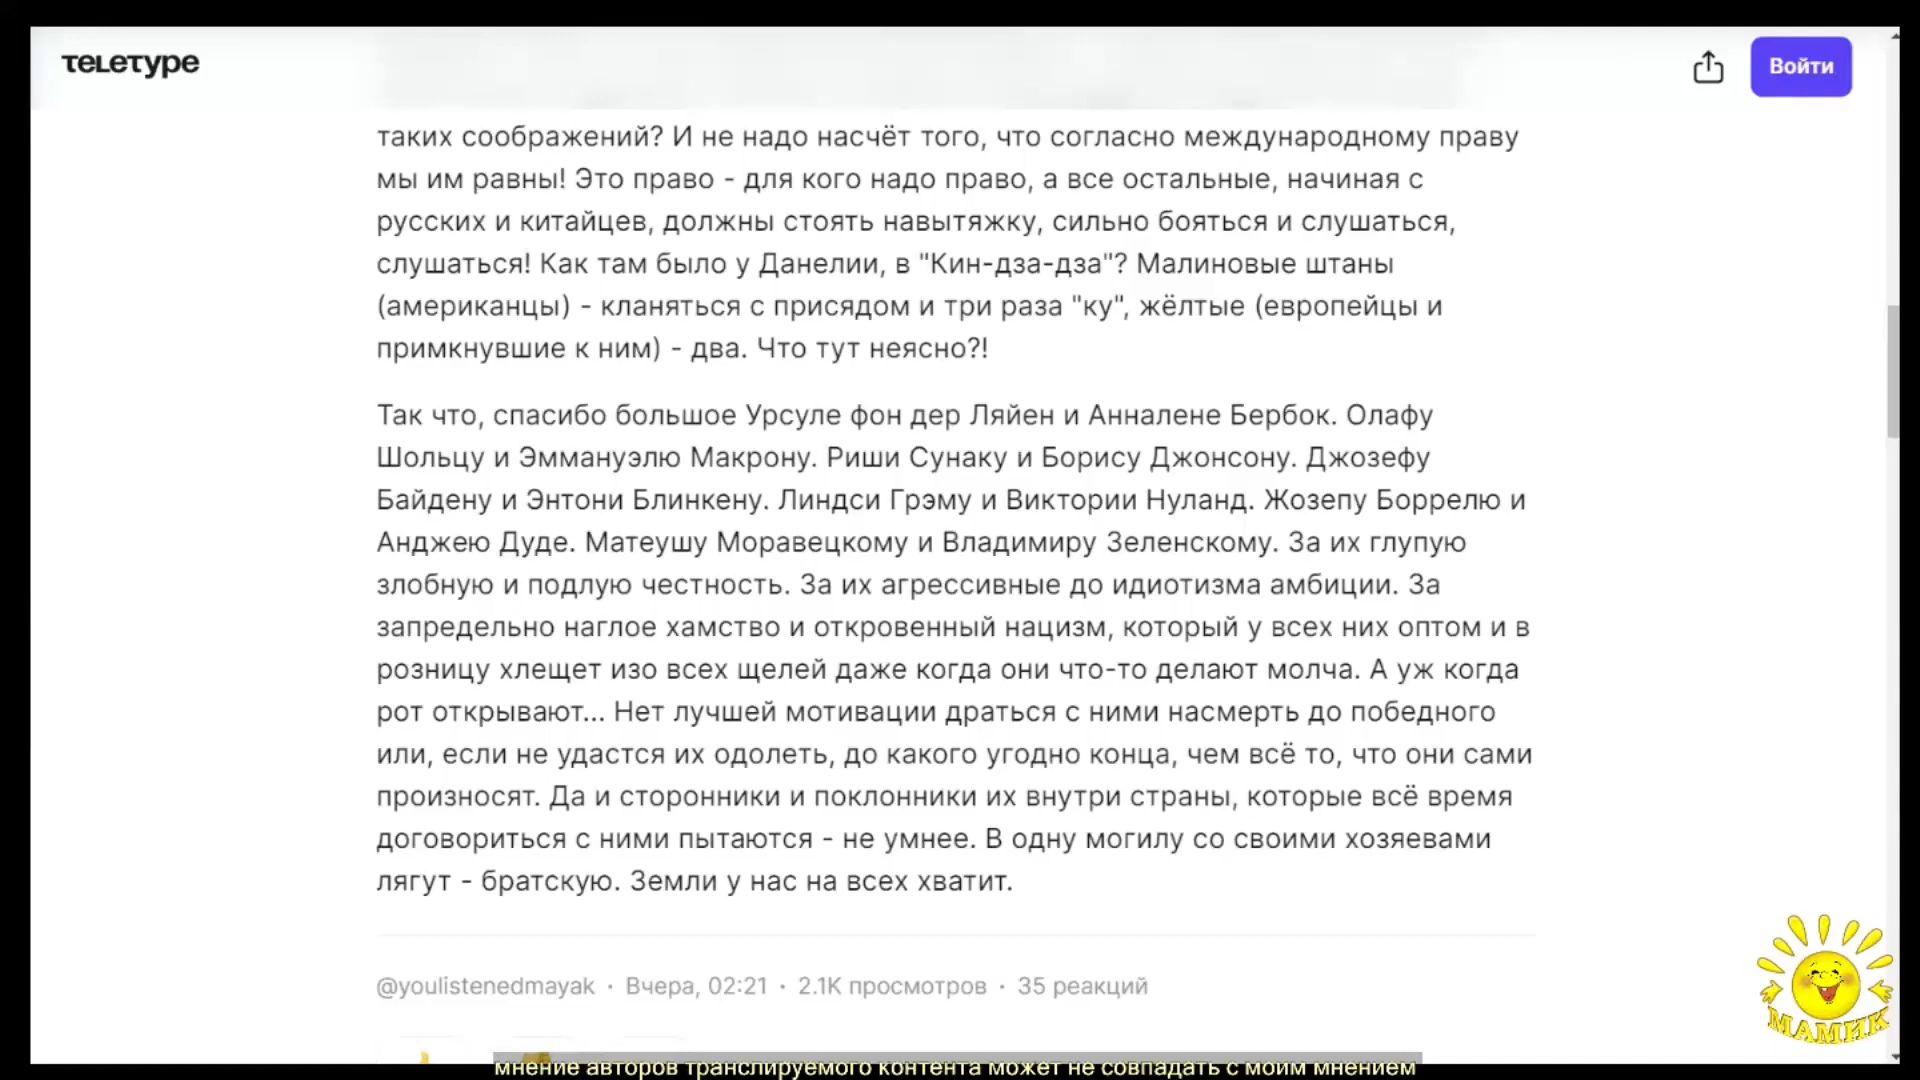 TELETYPE
Войти
таких соображений? И не надо насчёт того, что согласно международному праву
мы им равны! Это право - для кого надо право, а все остальные, начиная с
русских и китайцев, должны стоять навытяжку, сильно бояться и слушаться,
слушаться! Как там было у Данелии, в "Кин-дза-дза"? Малиновые штаны
(американцы) - кланяться с присядом и три раза "ку", жёлтые (европейцы и
примкнувшие к ним) - два. Что тут неясно?!
Так что, спасибо большое Урсуле фон дер Ляйен и Анналене Бербок. Олафу
Шольцу и Эммануэлю Макрону. Риши Сунаку и Борису Джонсону. Джозефу
Байдену и Энтони Блинкену. Линдси Грэму и Виктории Нуланд. Жозепу Боррелю и
Анджею Дуде. Матеушу Моравецкому и Владимиру Зеленскому. За их глупую
злобную и подлую честность. За их агрессивные до идиотизма амбиции. За
запредельно наглое хамство и откровенный нацизм, который у всех них оптом и в
розницу хлещет изо всех щелей даже когда они что-то делают молча. А уж когда
рот открывают... Нет лучшей мотивации драться с ними насмерть до победного
или, если не удастся их одолеть, до какого угодно конца, чем всё то, что они сами
произносят. Да и сторонники и поклонники их внутри страны, которые всё время
договориться с ними пытаются - не умнее. В одну могилу со своими хозяевами
лягут - братскую. Земли у нас на всех хватит.
@youlistenedmayak · Вчера, 02:21 · 2.1K просмотров · 35 реакций
МАМИК
мнение авторов транслируемого контента может не совпадать с моим мнением